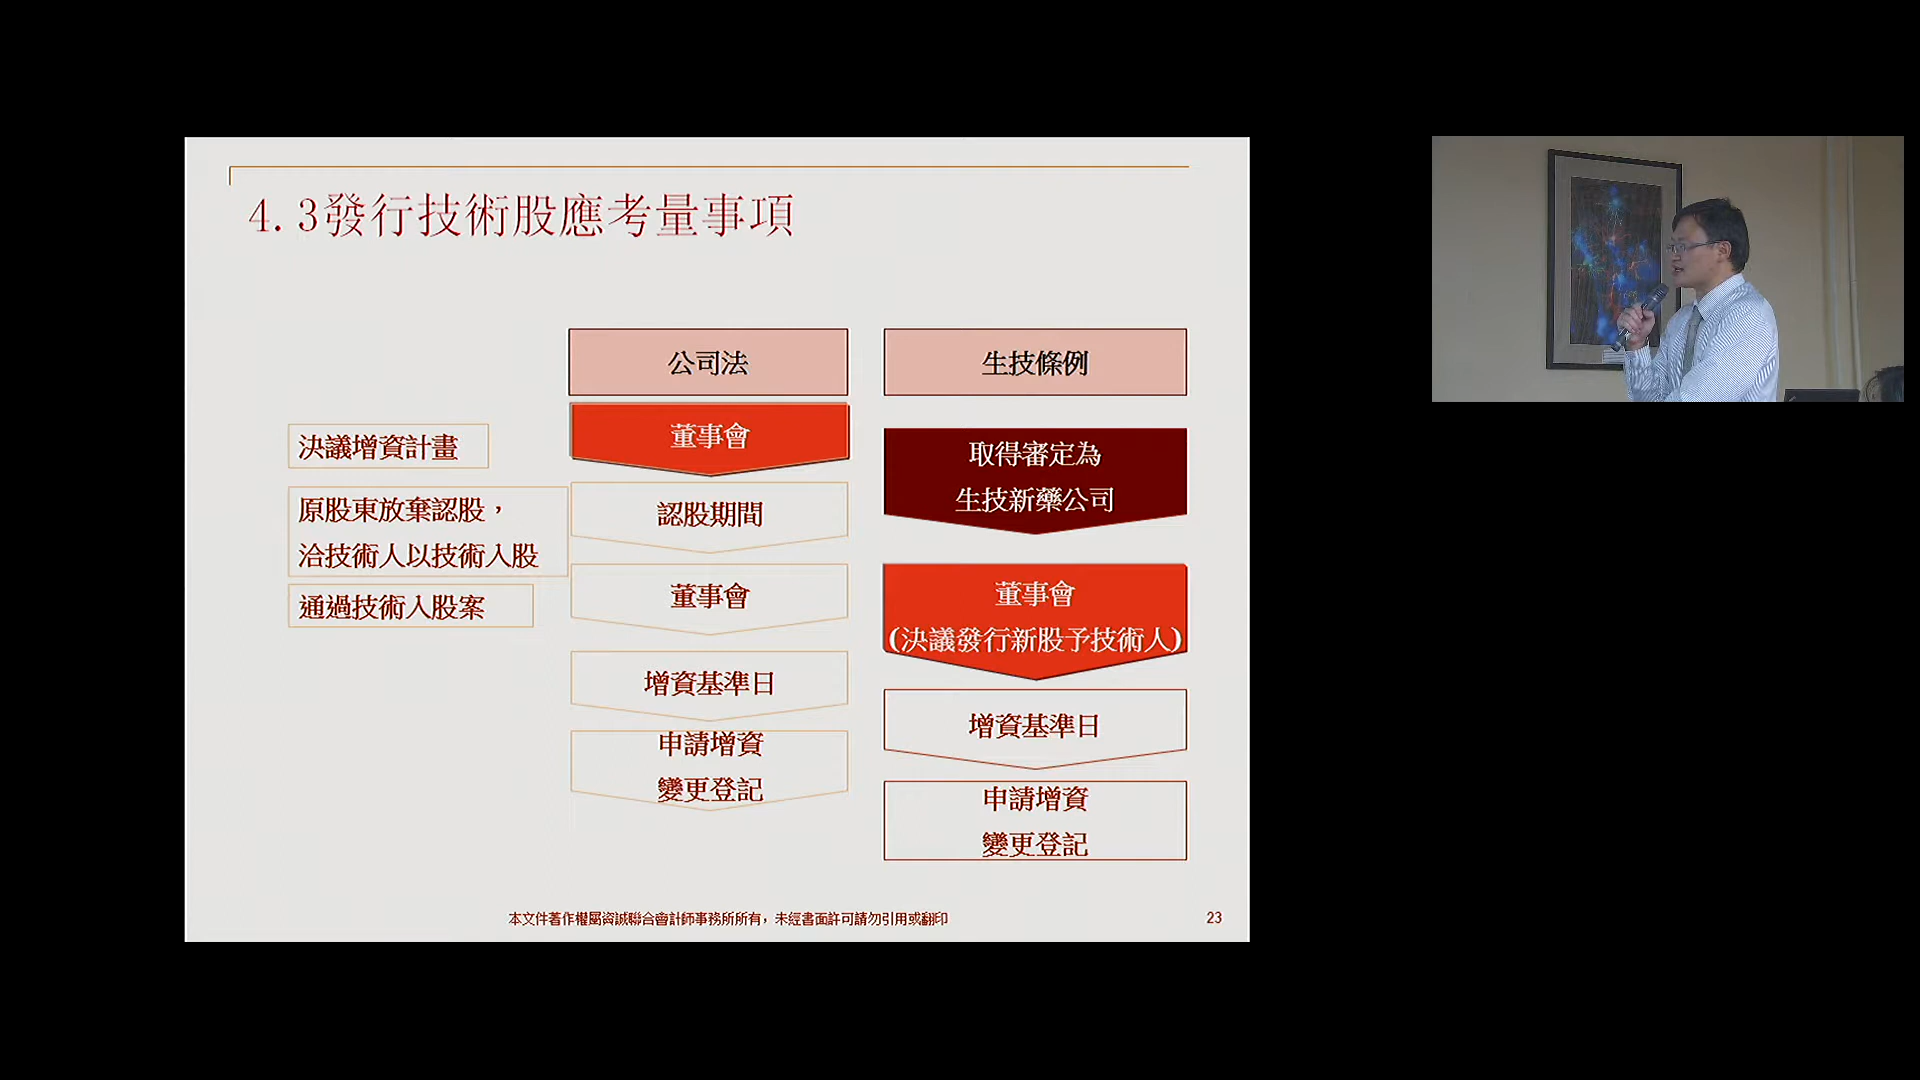 4.3發行技術股應考量事項
公司法
生技條例
決議增資計畫
原股東放棄認股，
洽技術人以技術入股
通過技術入股案
董事會
認股期間
董事會
增資基準日
申請增資
變更登記
取得審定為
生技新藥公司
董事會
(決議發行新股予技術人)
增資基準日
申請增資
變更登記
本文件著作權屬資誠聯合會計師事務所所有，未經書面許可請勿引用或翻印
23